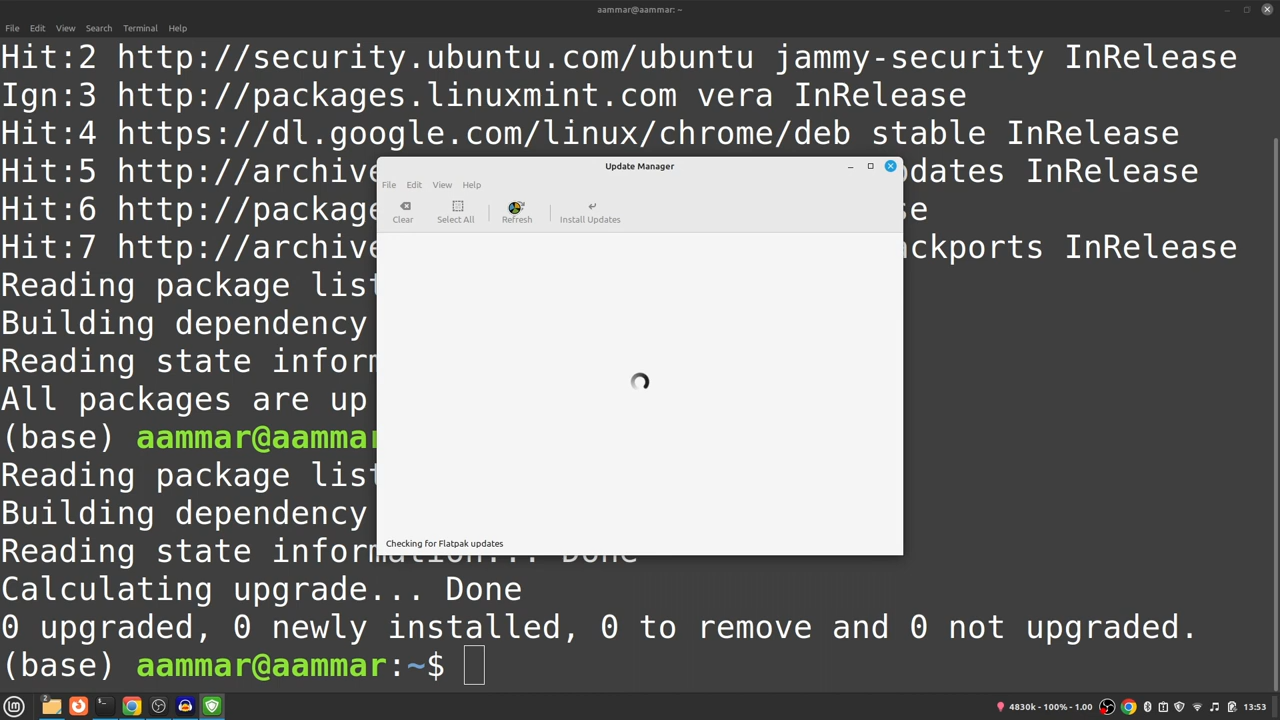 aammar@aammar: ~
File Edit View Search Terminal Help
Hit:2 http://security.ubuntu.com/ubuntu jammy-security InRelease
Ign:3 http://packages.linuxmint.com vera InRelease
Hit:4 https://dl.google.com/linux/chrome/deb stable InRelease
Hit:5 http://archive pdates InRelease
Hit:6 http://package se
Hit:7 http://archive ackports InRelease
Reading package list
Building dependency
Reading state inform
All packages are up
(base) aammar@aammar
Reading package list
Building dependency
Reading state information... Done
Calculating upgrade... Done
0 upgraded, 0 newly installed, 0 to remove and 0 not upgraded.
(base) aammar@aammar:~$
Update Manager
File Edit View Help
Clear Select All Refresh Install Updates
Checking for Flatpak updates
2
4830k - 100% - 1.00
13:53